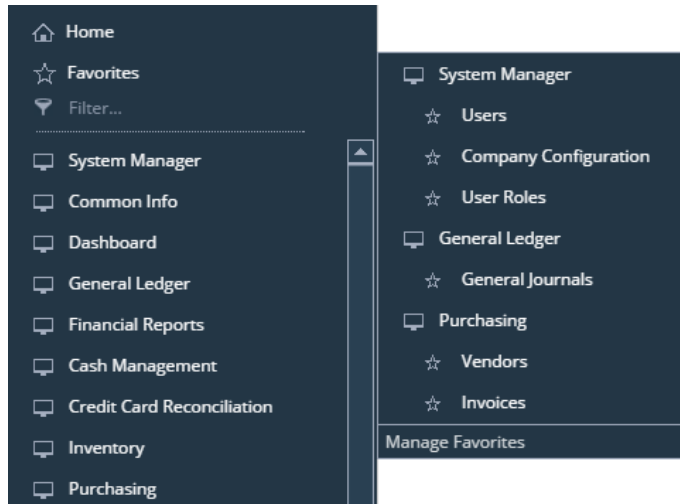 Home
Favorites
Filter...
System Manager
Common Info
Dashboard
General Ledger
Financial Reports
Cash Management
Credit Card Reconciliation
Inventory
Purchasing
System Manager
Users
Company Configuration
User Roles
General Ledger
General Journals
Purchasing
Vendors
Invoices
Manage Favorites